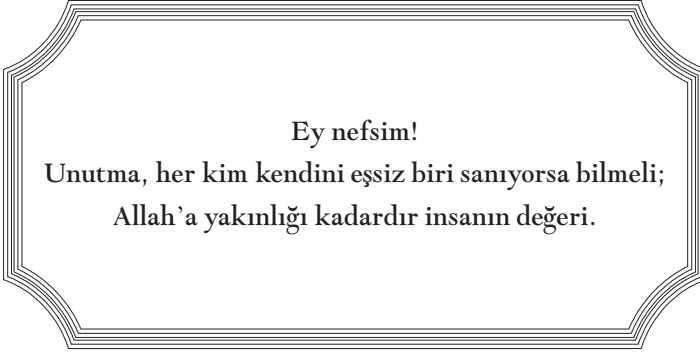 Ey nefsim!
Unutma, her kim kendini eşsiz biri sanıyorsa bilmeli;
Allah’a yakınlığı kadardır insanın değeri.